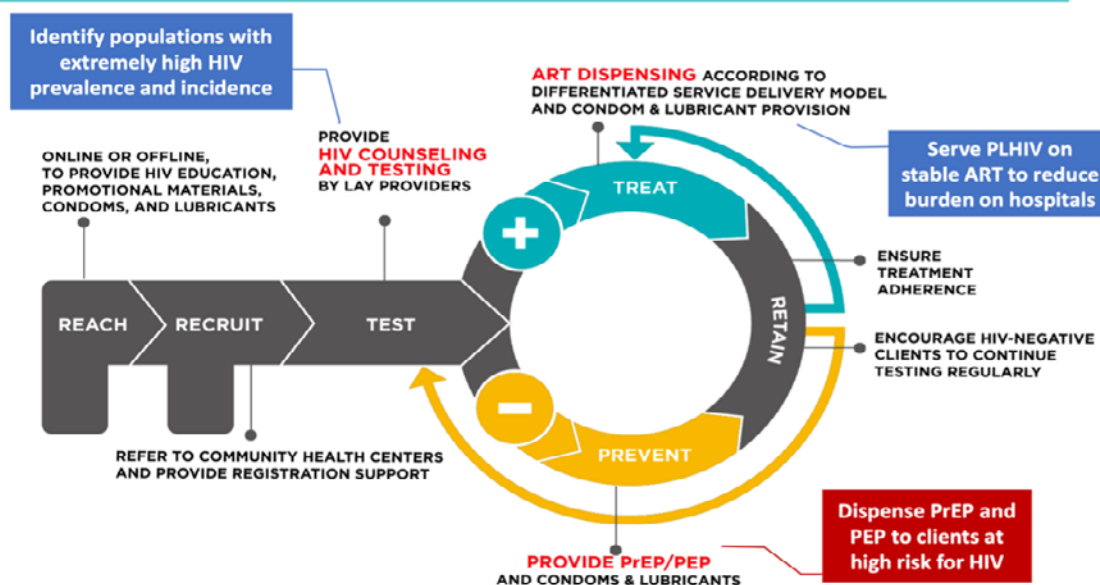 Identify populations with
extremely high HIV
prevalence and incidence
ONLINE OR OFFLINE,
TO PROVIDE HIV EDUCATION,
PROMOTIONAL MATERIALS,
CONDOMS, AND LUBRICANTS
PROVIDE
HIV COUNSELING
AND TESTING
BY LAY PROVIDERS
ART DISPENSING ACCORDING TO
DIFFERENTIATED SERVICE DELIVERY MODEL
AND CONDOM & LUBRICANT PROVISION
Serve PLHIV on
stable ART to reduce
burden on hospitals
REACH
RECRUIT
TEST
+
TREAT
RETAIN
ENSURE
TREATMENT
ADHERENCE
ENCOURAGE HIV-NEGATIVE
CLIENTS TO CONTINUE
TESTING REGULARLY
−
PREVENT
REFER TO COMMUNITY HEALTH CENTERS
AND PROVIDE REGISTRATION SUPPORT
PROVIDE PrEP/PEP
AND CONDOMS & LUBRICANTS
Dispense PrEP and
PEP to clients at
high risk for HIV